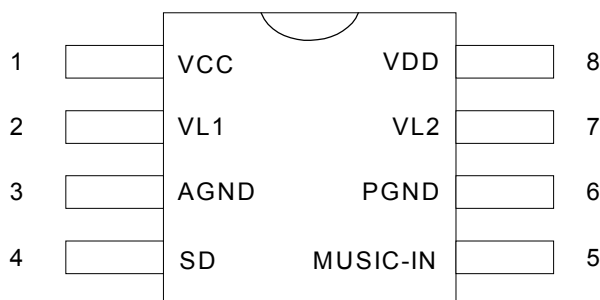 1 VCC VDD 8
2 VL1 VL2 7
3 AGND PGND 6
4 SD MUSIC-IN 5